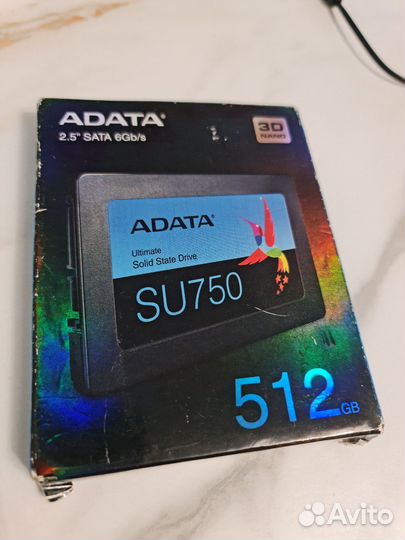 ADATA
2.5" SATA 6Gb/s
3D
NAND
ADATA
Ultimate
Solid State Drive
SU750
512GB
Avito